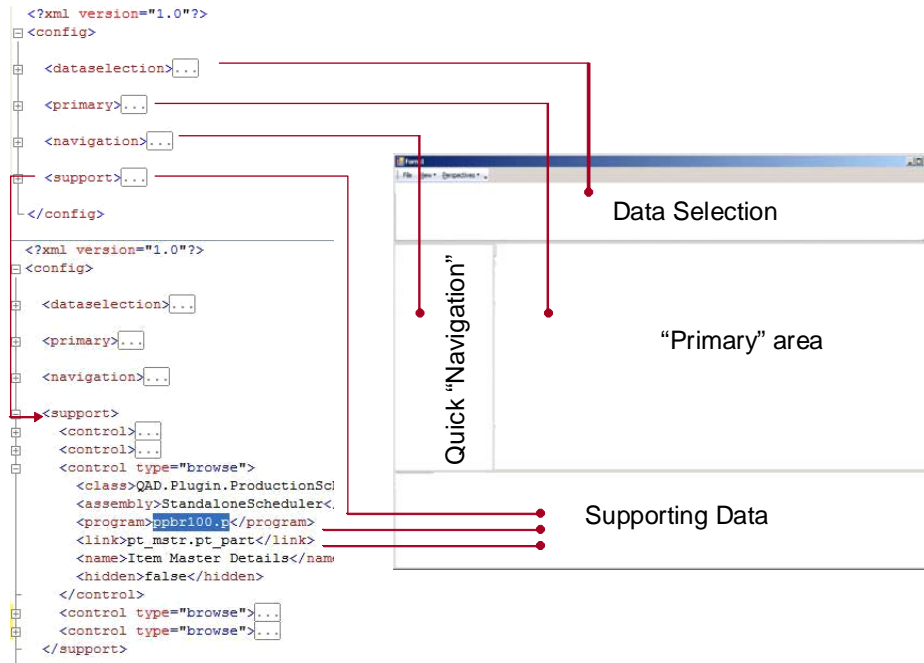 <?xml version="1.0"?>
<config>
<dataselection>...
<primary>...
<navigation>...
<support>...
</config>
<?xml version="1.0"?>
<config>
<dataselection>...
<primary>...
<navigation>...
<support>
<control>...
<control>...
<control type="browse">
<class>QAD.Plugin.ProductionSc
<assembly>StandaloneScheduler<
<program>ppbr100.p</program>
<link>pt_mstr.pt_part</link>
<name>Item Master Details</nam
<hidden>false</hidden>
</control>
<control type="browse">...
<control type="browse">...
</support>
File View Perspectives
Data Selection
Quick “Navigation”
“Primary” area
Supporting Data